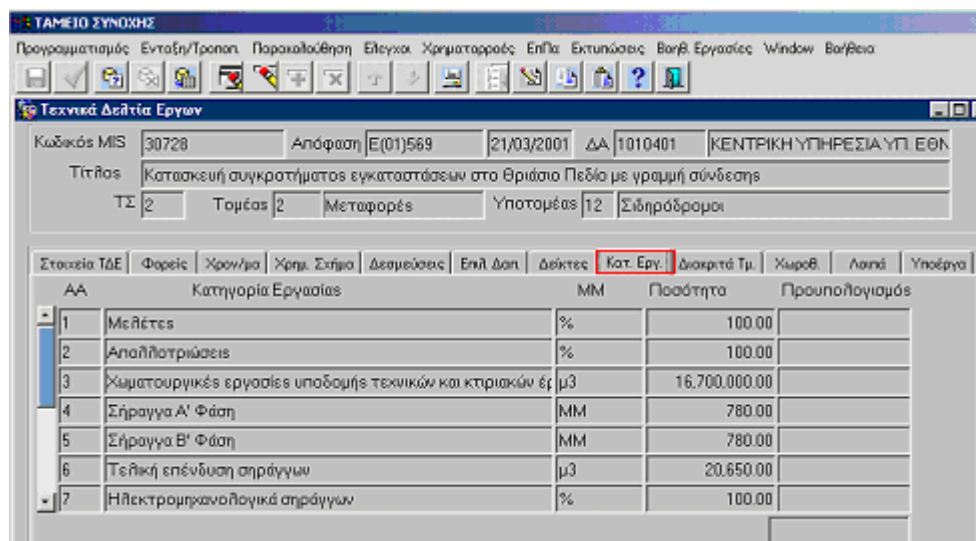 ΤΑΜΕΙΟ ΣΥΝΟΧΗΣ
Προγραμματισμός Ενταξη/Τροποπ. Παρακολούθηση Ελεγχοι Χρηματορροές ΕπΠα Εκτυπώσεις Βοηθ. Εργασίες Window Βοήθεια
Τεχνικά Δελτία Εργων
Κωδικός MIS 30728 Απόφαση Ε(01)569 21/03/2001 ΔΑ 1010401 ΚΕΝΤΡΙΚΗ ΥΠΗΡΕΣΙΑ ΥΠ. ΕΘΝ
Τίτλος Κατασκευή συγκροτήματος εγκαταστάσεων στο Θριάσιο Πεδίο με γραμμή σύνδεσης
ΤΣ 2 Τομέας 2 Μεταφορές Υποτομέας 12 Σιδηρόδρομοι
Στοιχεία ΤΔΕ Φορείς Χρον/μα Χρημ. Σχήμα Δεσμεύσεις Επιλ. Δαπ. Δείκτες Κατ. Εργ. Διακριτά Τμ. Χωροθ. Λοιπά Υποέργα
ΑΑ Κατηγορία Εργασίας ΜΜ Ποσότητα Προυπολογισμός
1 Μελέτες % 100.00
2 Απαλλοτριώσεις % 100.00
3 Χωματουργικές εργασίες υποδομής τεχνικών και κτιριακών έρ μ3 16,700,000.00
4 Σήραγγα Α' Φάση ΜΜ 780.00
5 Σήραγγα Β' Φάση ΜΜ 780.00
6 Τελική επένδυση σηράγγων μ3 20,650.00
7 Ηλεκτρομηχανολογικά σηράγγων % 100.00